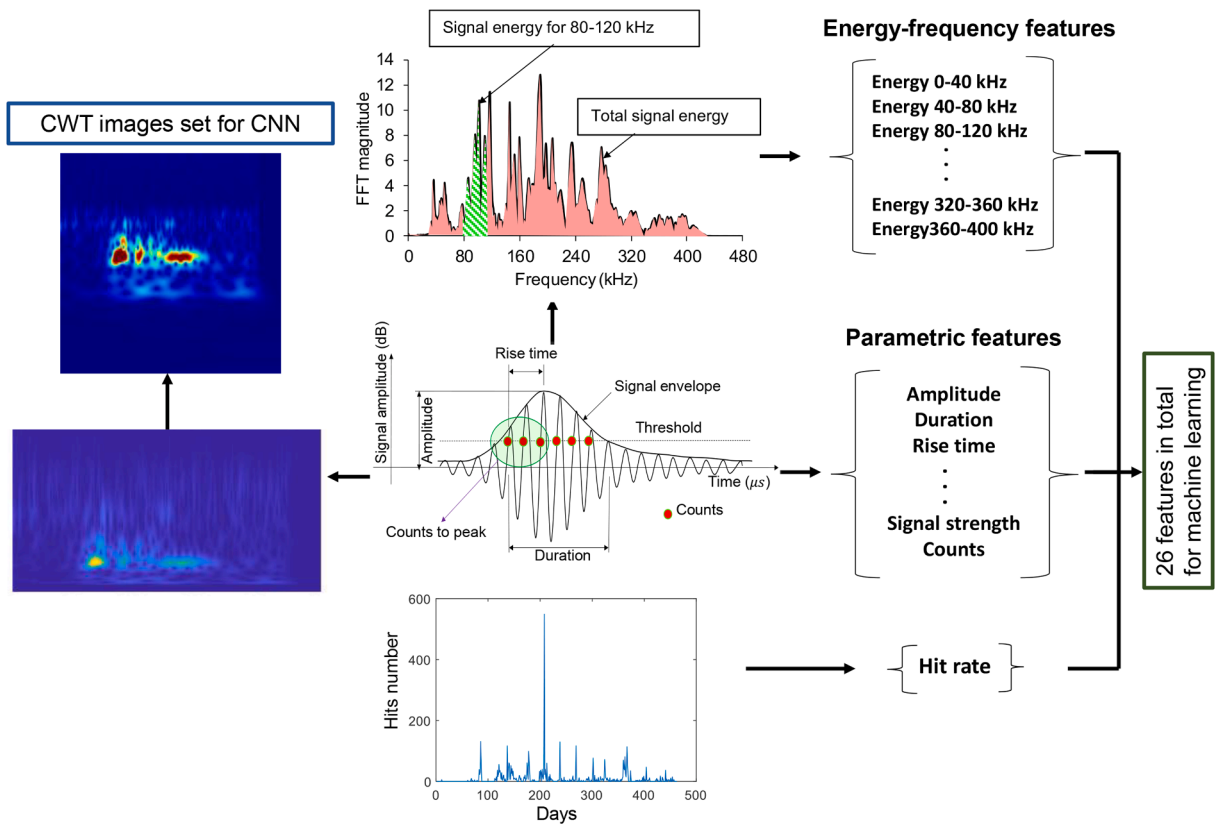 Signal energy for 80-120 kHz
Energy-frequency features
CWT images set for CNN
FFT magnitude
14
12
10
8
6
4
2
0
0
80
160
240
320
400
480
Frequency (kHz)
Total signal energy
Energy 0-40 kHz
Energy 40-80 kHz
Energy 80-120 kHz
Energy 320-360 kHz
Energy360-400 kHz
Signal amplitude (dB)
Rise time
Amplitude
Signal envelope
Threshold
Time (μs)
Counts to peak
Counts
Duration
Parametric features
Amplitude
Duration
Rise time
Signal strength
Counts
26 features in total
for machine learning
Hits number
600
400
200
0
0
100
200
300
400
500
Days
Hit rate